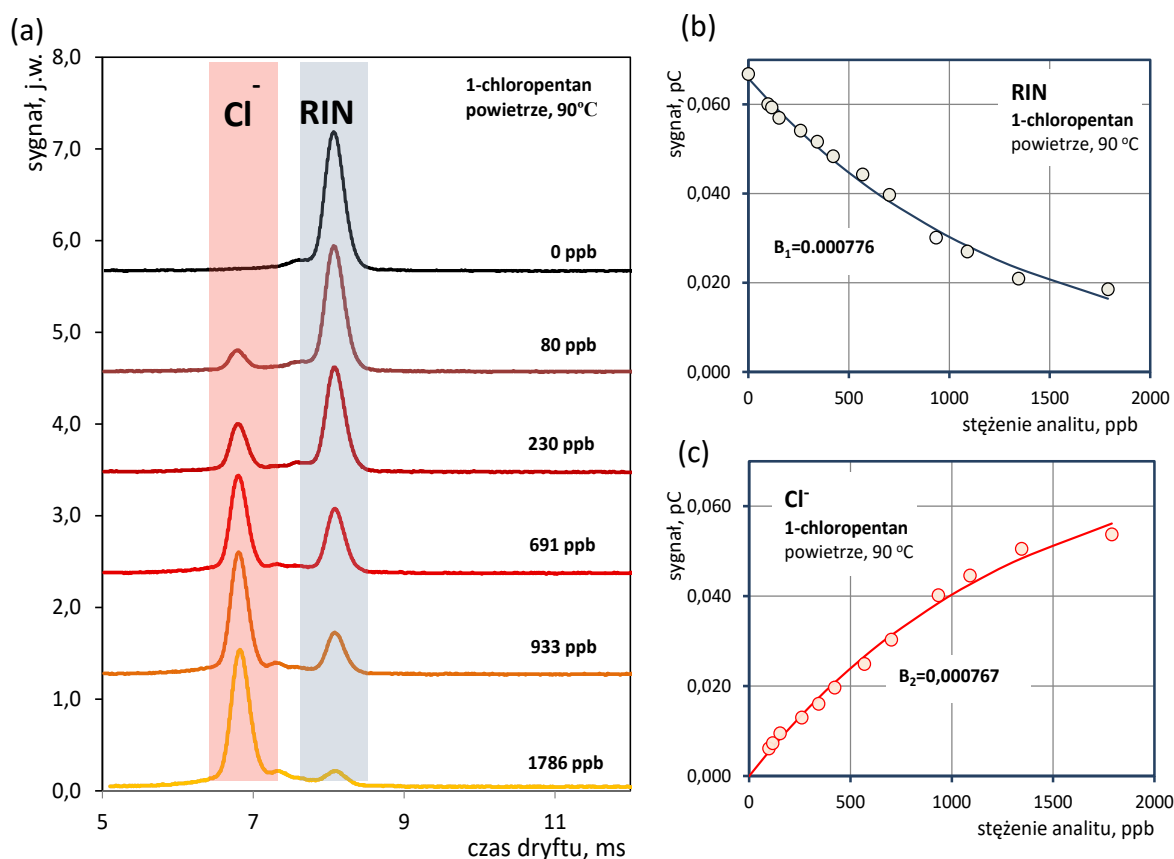 (a)
sygnał, j.w.
8,0
7,0
6,0
5,0
4,0
3,0
2,0
1,0
0,0
Cl-
RIN
1-chloropentan
powietrze, 90°C
0 ppb
80 ppb
230 ppb
691 ppb
933 ppb
1786 ppb
5
7
9
11
czas dryftu, ms
(b)
sygnał, pC
0,060
0,040
0,020
0,000
RIN
1-chloropentan
powietrze, 90 °C
B1=0.000776
0
500
1000
1500
2000
stężenie analitu, ppb
(c)
sygnał, pC
0,060
0,040
0,020
0,000
Cl-
1-chloropentan
powietrze, 90 °C
B2=0,000767
0
500
1000
1500
2000
stężenie analitu, ppb